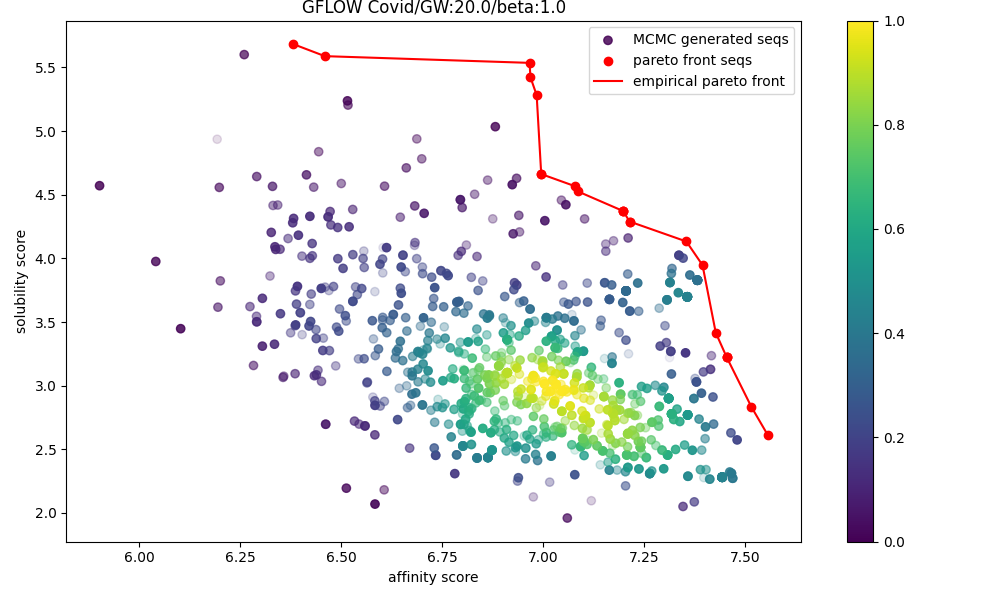 GFLOW Covid/GW:20.0/beta:1.0
MCMC generated seqs
pareto front seqs
empirical pareto front
solubility score
5.5
5.0
4.5
4.0
3.5
3.0
2.5
2.0
6.00 6.25 6.50 6.75 7.00 7.25 7.50
affinity score
1.0
0.8
0.6
0.4
0.2
0.0